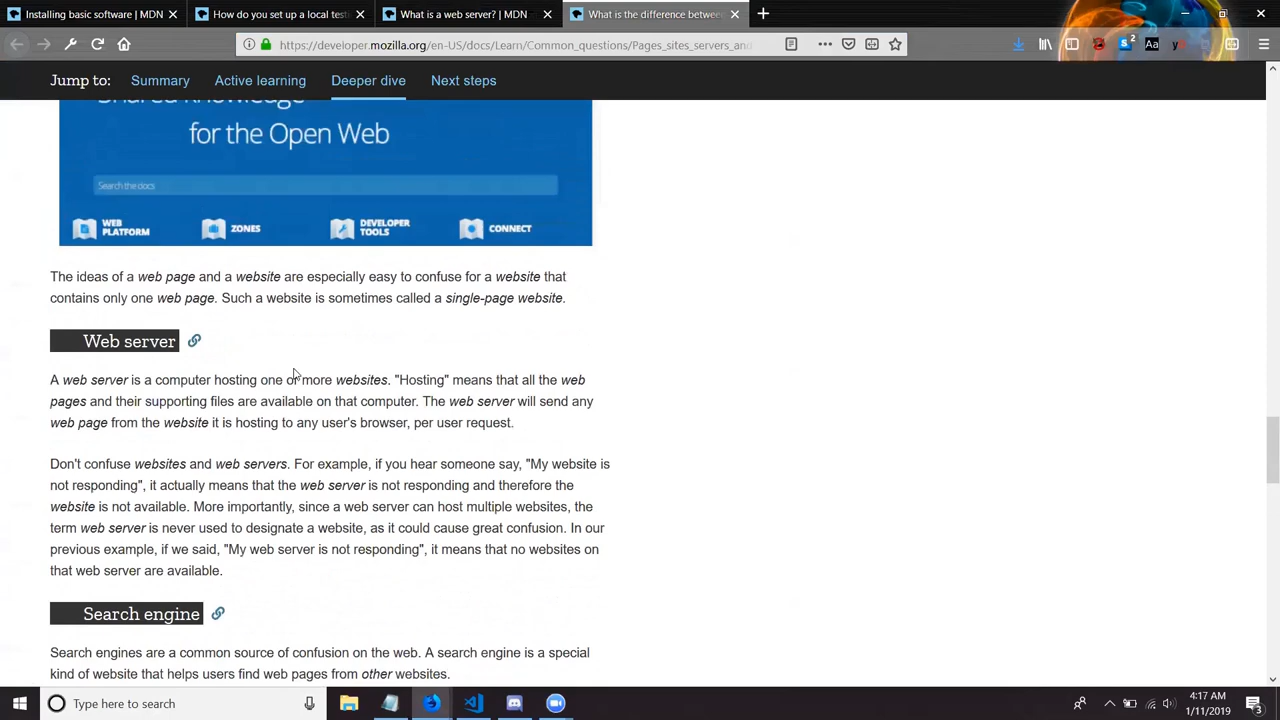 Installing basic software | MDN
How do you set up a local test
What is a web server? | MDN
What is the difference betwee
https://developer.mozilla.org/en-US/docs/Learn/Common_questions/Pages_sites_servers_an
2
Aa
Jump to:
Summary
Active learning
Deeper dive
Next steps
Shared Knowledge
for the Open Web
Search the docs
WEB PLATFORM
ZONES
DEVELOPER TOOLS
CONNECT
The ideas of a web page and a website are especially easy to confuse for a website that
contains only one web page. Such a website is sometimes called a single-page website.
Web server
A web server is a computer hosting one or more websites. "Hosting" means that all the web
pages and their supporting files are available on that computer. The web server will send any
web page from the website it is hosting to any user's browser, per user request.
Don't confuse websites and web servers. For example, if you hear someone say, "My website is
not responding", it actually means that the web server is not responding and therefore the
website is not available. More importantly, since a web server can host multiple websites, the
term web server is never used to designate a website, as it could cause great confusion. In our
previous example, if we said, "My web server is not responding", it means that no websites on
that web server are available.
Search engine
Search engines are a common source of confusion on the web. A search engine is a special
kind of website that helps users find web pages from other websites.
Type here to search
4:17 AM
1/11/2019
3